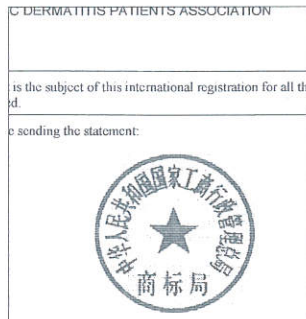 C DERMATITIS PATIENTS ASSOCIATION
is the subject of this international registration for all th
d.
e sending the statement:
中华人民共和国国家工商行政管理总局
商标局